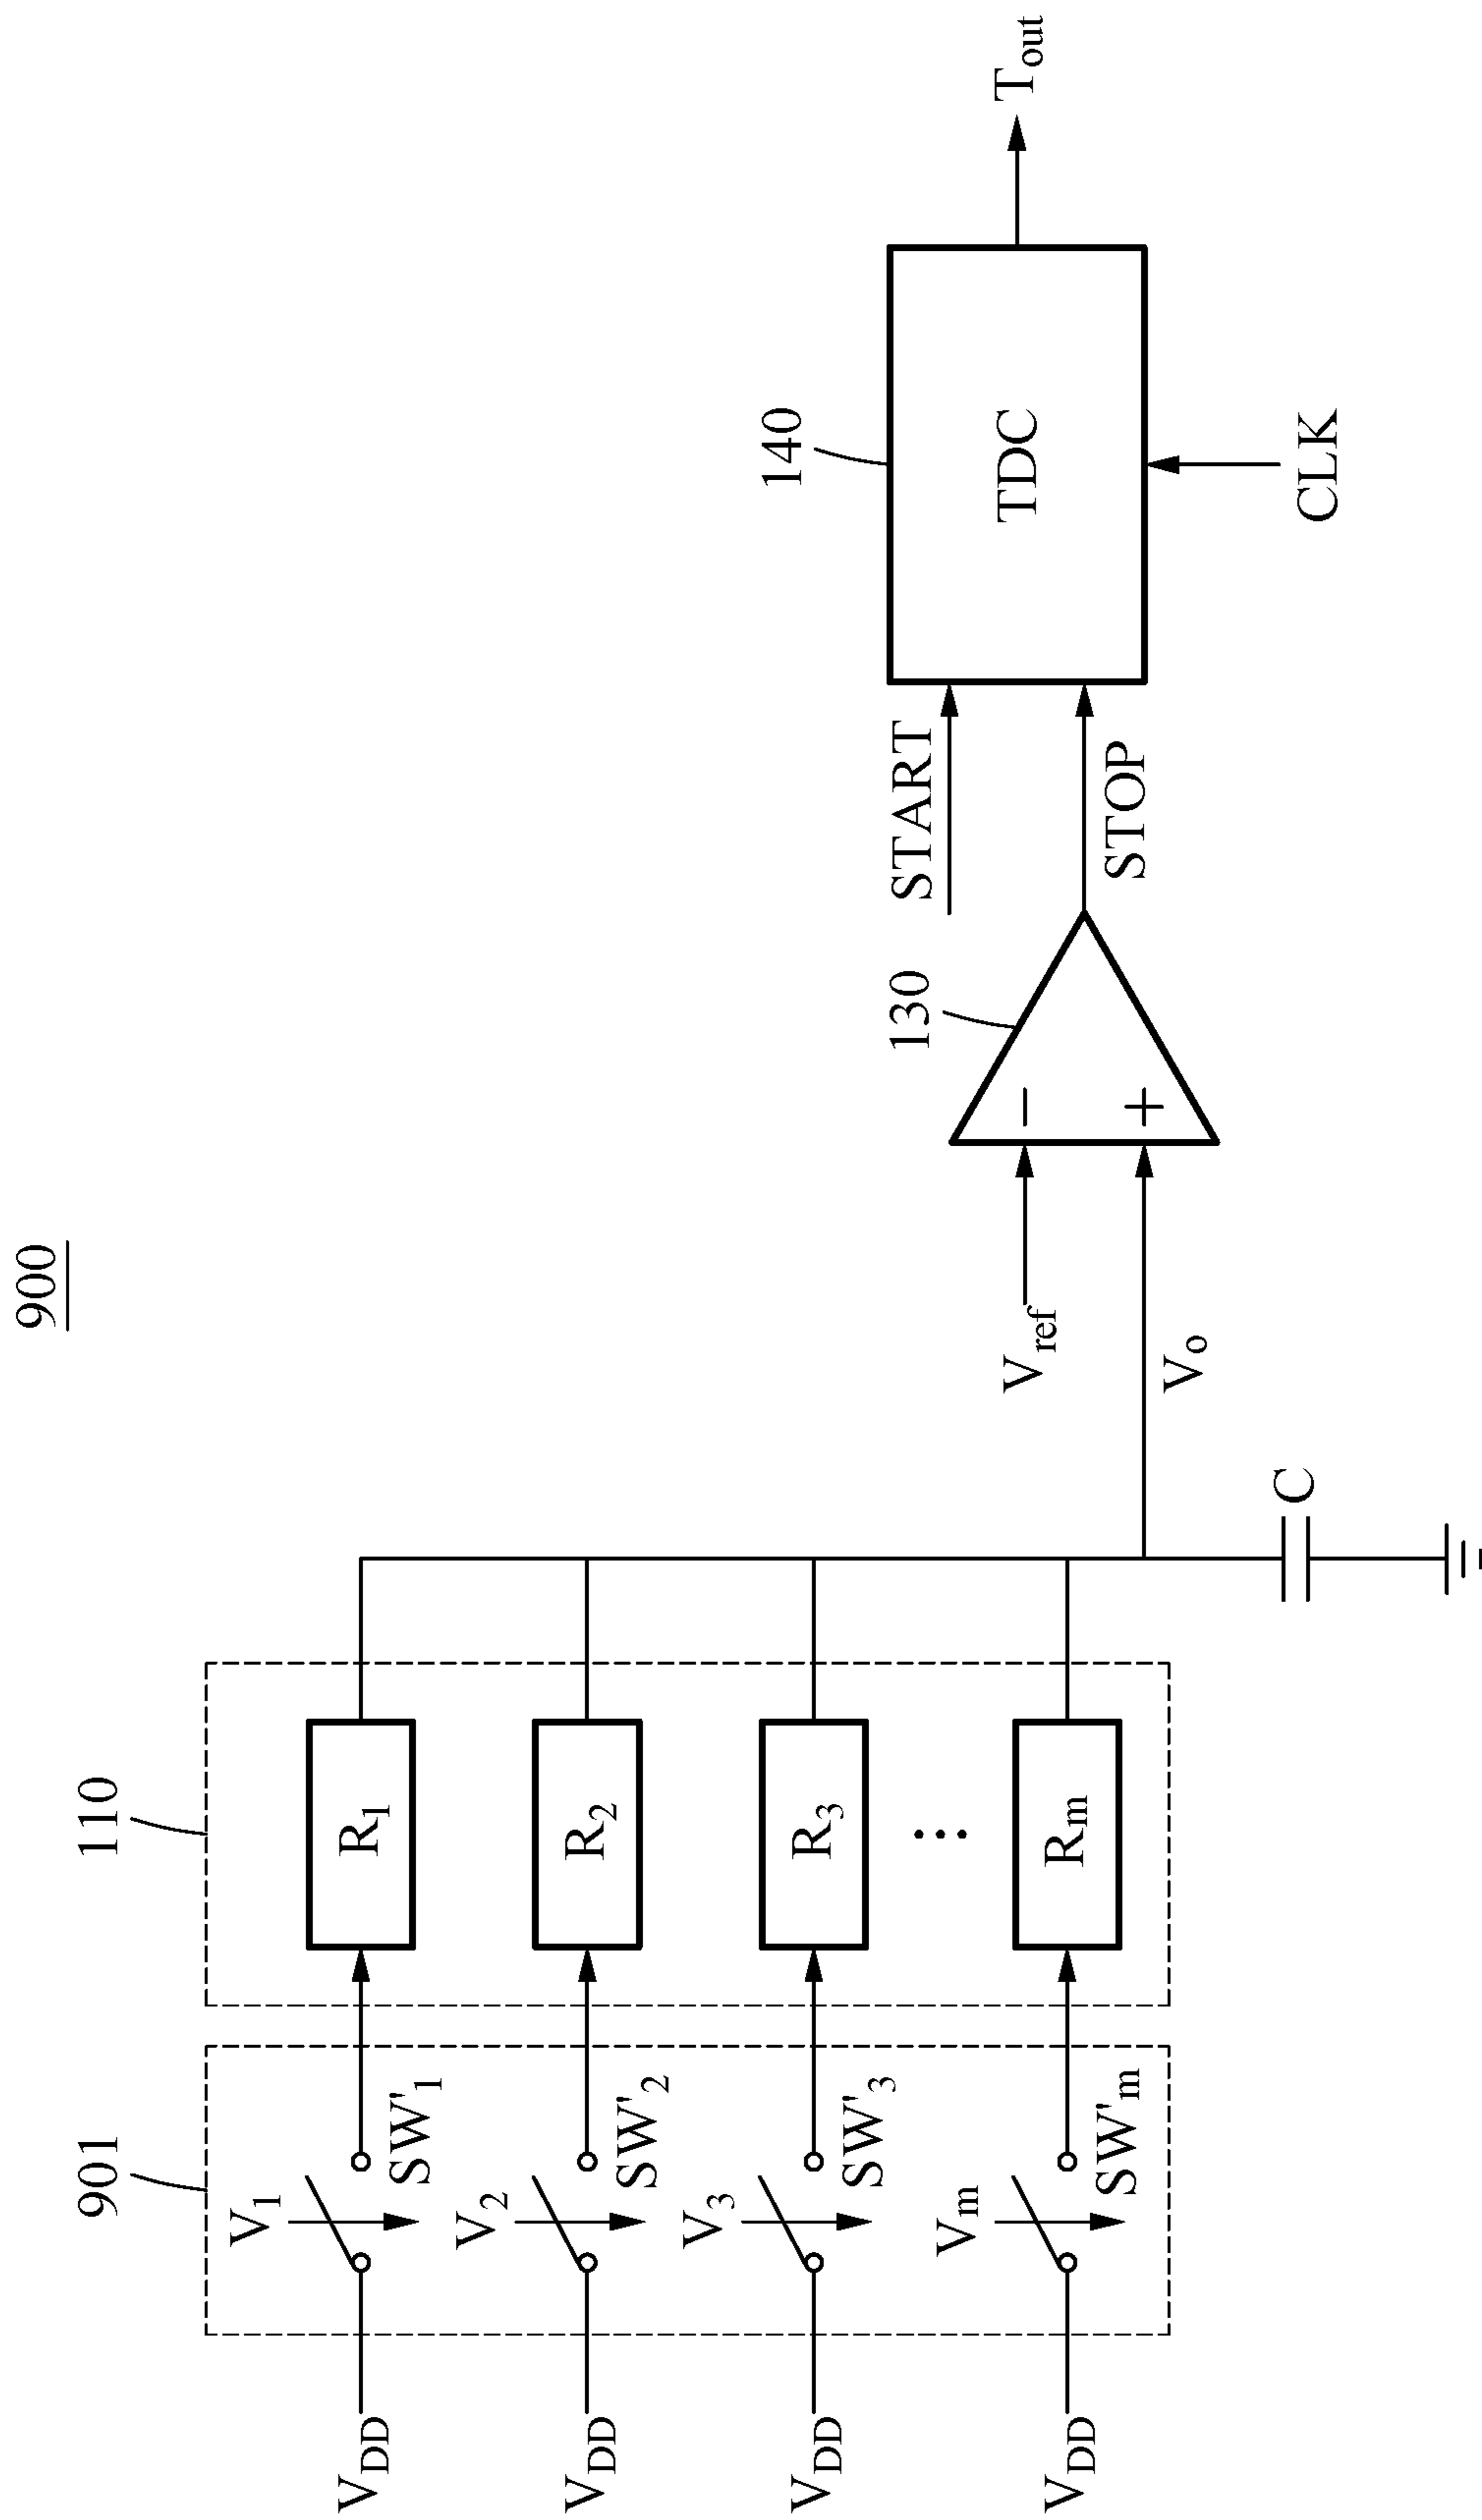 900
901
110
V1
SW'1
VDD
R1
V2
SW'2
VDD
R2
V3
SW'3
VDD
R3
Vm
SW'm
VDD
Rm
C
Vref
Vo
130
−
+
START
STOP
140
TDC
CLK
Tout